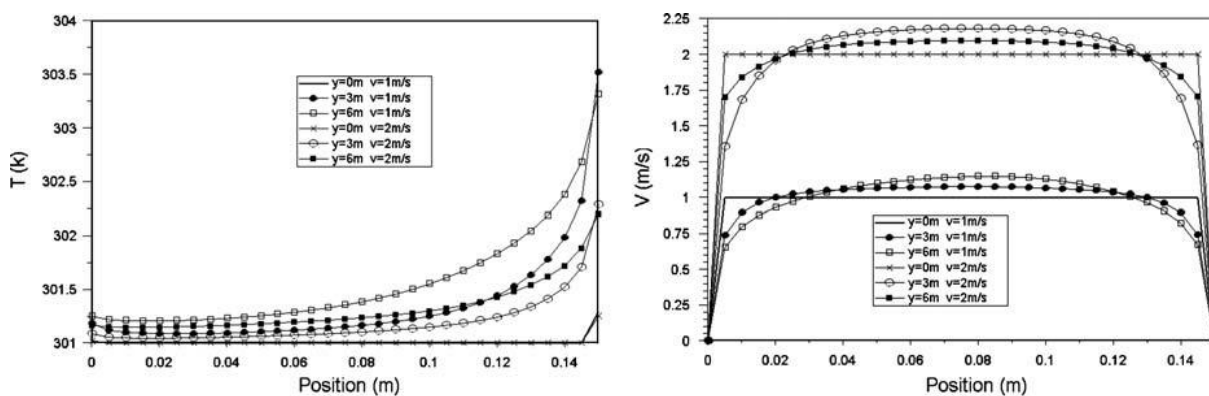 304
303.5
303
302.5
302
301.5
301
T (k)
0
0.02
0.04
0.06
0.08
0.1
0.12
0.14
Position (m)
y=0m v=1m/s
y=3m v=1m/s
y=6m v=1m/s
y=0m v=2m/s
y=3m v=2m/s
y=6m v=2m/s
2.25
2
1.75
1.5
1.25
1
0.75
0.5
0.25
0
V (m/s)
0
0.02
0.04
0.06
0.08
0.1
0.12
0.14
Position (m)
y=0m v=1m/s
y=3m v=1m/s
y=6m v=1m/s
y=0m v=2m/s
y=3m v=2m/s
y=6m v=2m/s